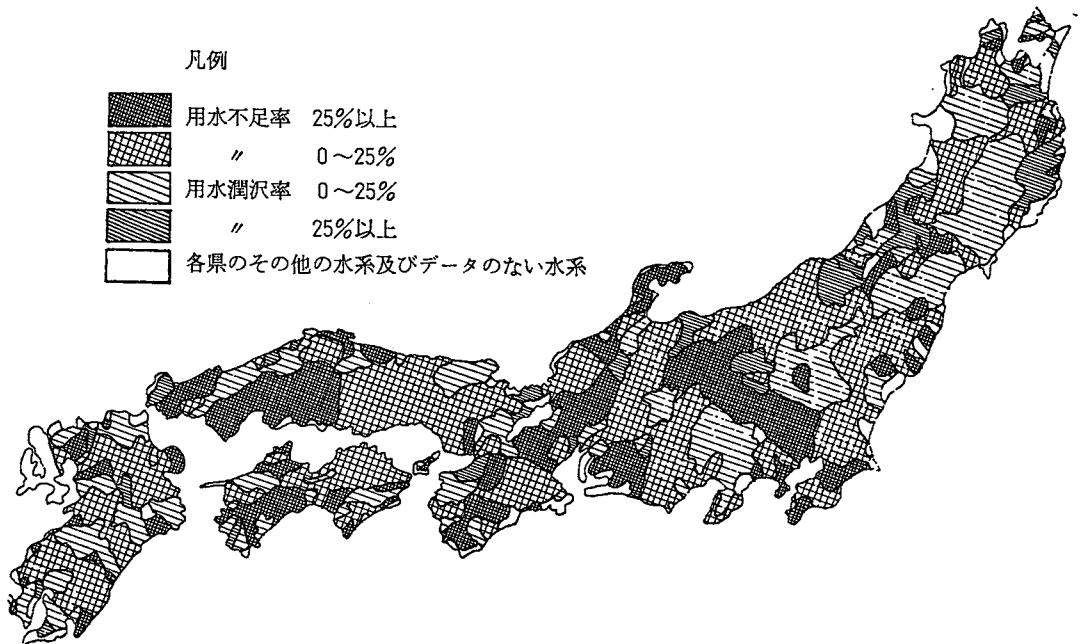 凡例
用水不足率 25%以上
〃 0～25%
用水潤沢率 0～25%
〃 25%以上
各県のその他の水系及びデータのない水系